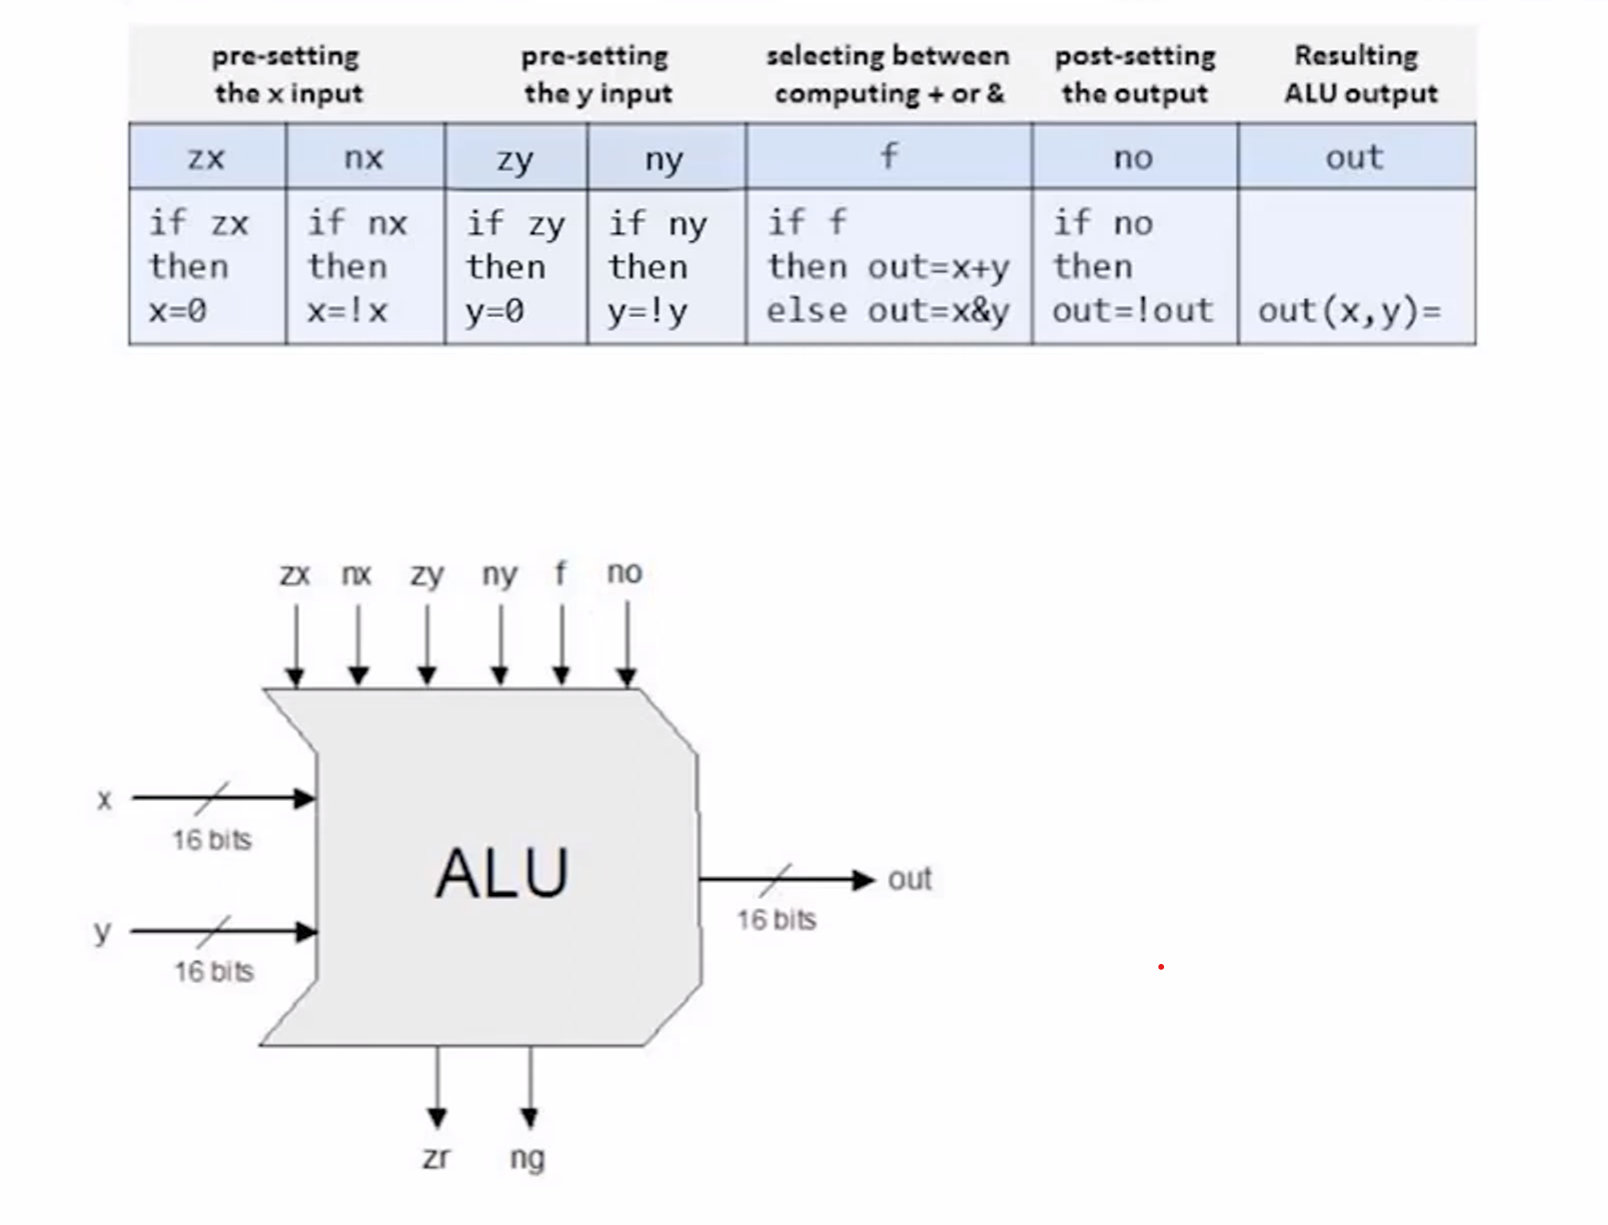 pre-setting the x input
pre-setting the y input
selecting between computing + or &
post-setting the output
Resulting ALU output
zx nx zy ny f no out
if zx then x=0
if nx then x=!x
if zy then y=0
if ny then y=!y
if f then out=x+y else out=x&y
if no then out=!out
out(x,y)=
zx nx zy ny f no
x
16 bits
ALU
out
16 bits
y
16 bits
zr ng